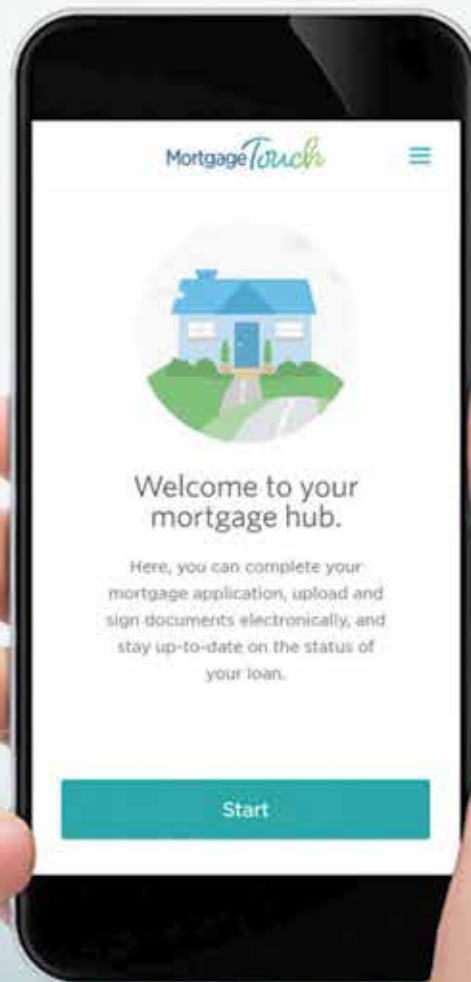 MortgageTouch
Welcome to your
mortgage hub.
Here, you can complete your
mortgage application, upload and
sign documents electronically, and
stay up-to-date on the status of
your loan.
Start